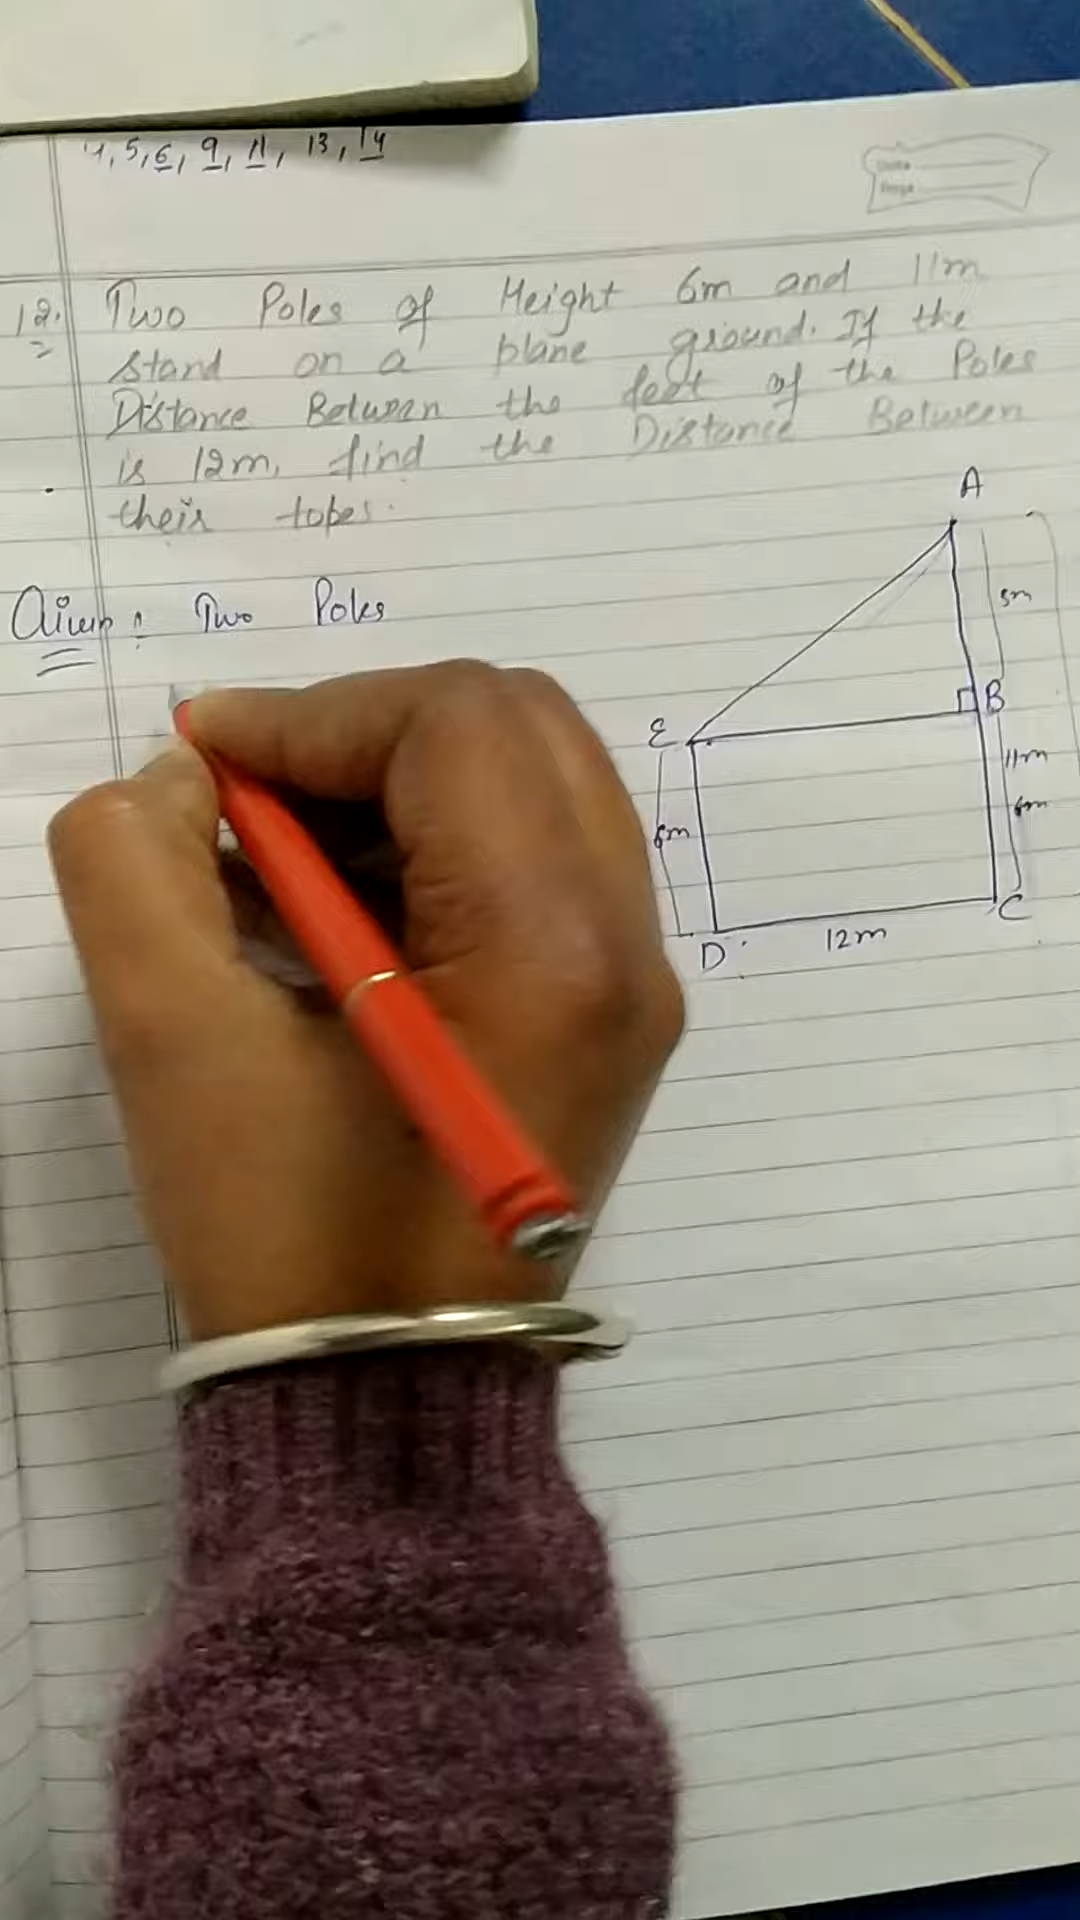 4, 5, 6, 9, 11, 13, 14
Date
Page
12. Two Poles of Height 6m and 11m
stand on a plane ground. If the
Distance Between the feet of the Poles
is 12m, find the Distance Between
their topes.
Given: Two Poles
A
5m
B
E
11m
6m
6m
C
D
12m